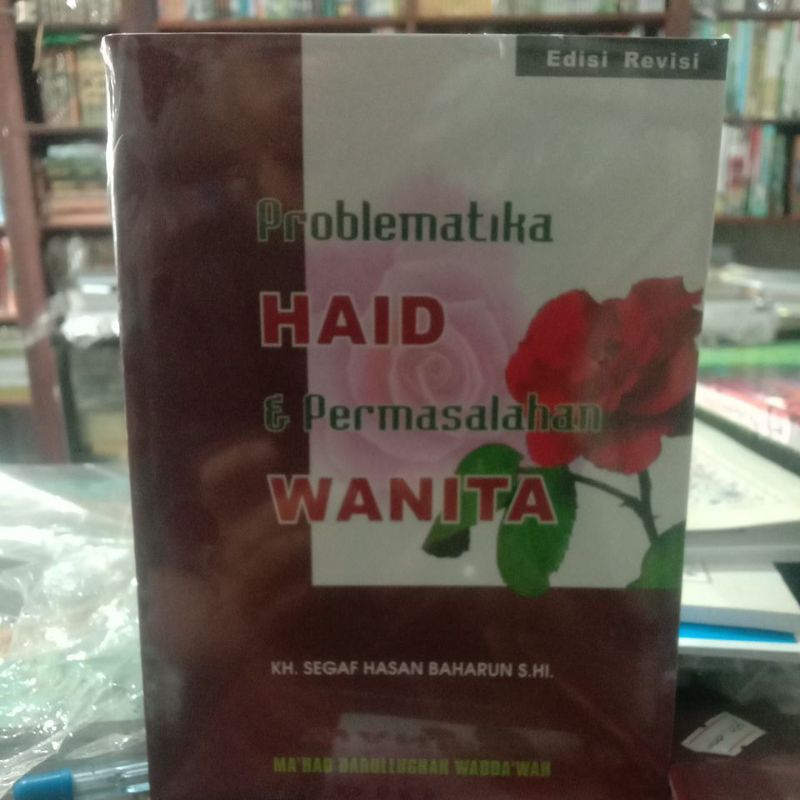 Edisi Revisi
Problematika
HAID
& Permasalahan
WANITA
KH. SEGAF HASAN BAHARUN S.HI.
MA'HAD DARULLUGHAH WADDA'WAH